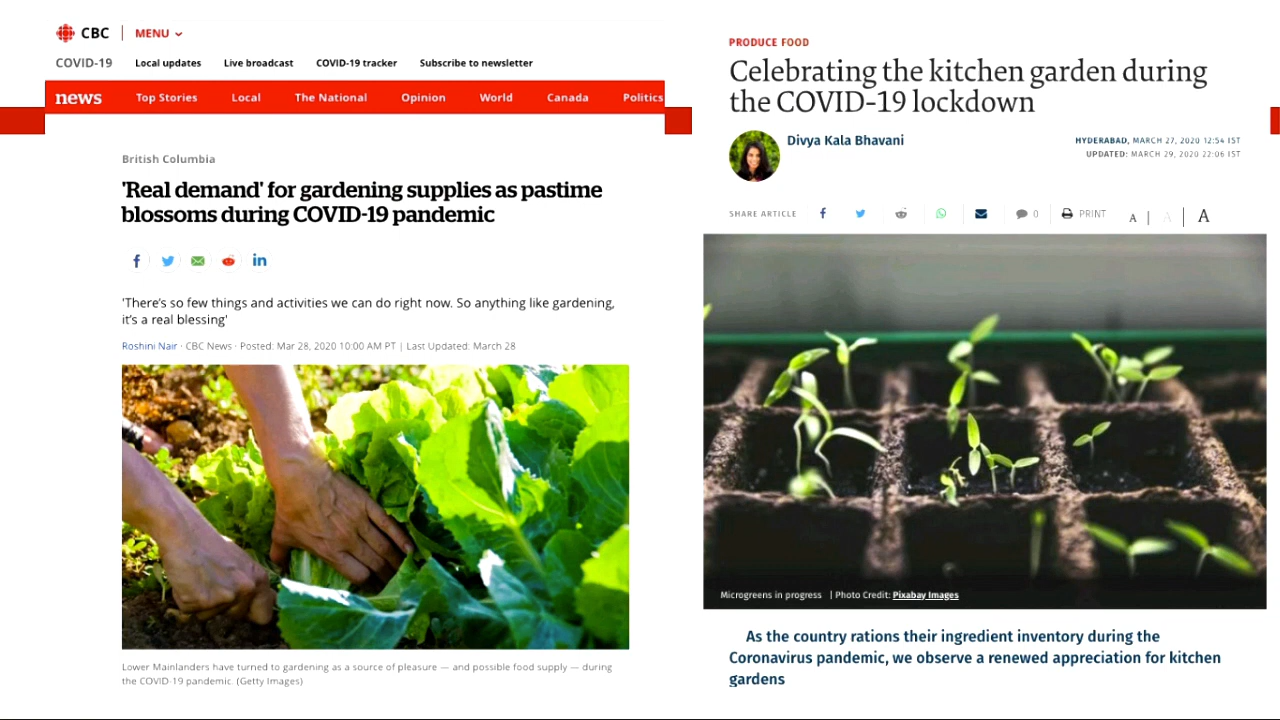 CBC
MENU
COVID-19 Local updates Live broadcast COVID-19 tracker Subscribe to newsletter
news Top Stories Local The National Opinion World Canada Politics
British Columbia
'Real demand' for gardening supplies as pastime
blossoms during COVID-19 pandemic
'There's so few things and activities we can do right now. So anything like gardening,
it's a real blessing'
Roshini Nair · CBC News · Posted: Mar 28, 2020 10:00 AM PT | Last Updated: March 28
Lower Mainlanders have turned to gardening as a source of pleasure — and possible food supply — during
the COVID-19 pandemic. (Getty Images)
PRODUCE FOOD
Celebrating the kitchen garden during
the COVID-19 lockdown
Divya Kala Bhavani
HYDERABAD, MARCH 27, 2020 12:54 IST
UPDATED: MARCH 29, 2020 22:06 IST
SHARE ARTICLE 0 PRINT A | A | A
Microgreens in progress | Photo Credit: Pixabay Images
As the country rations their ingredient inventory during the
Coronavirus pandemic, we observe a renewed appreciation for kitchen
gardens